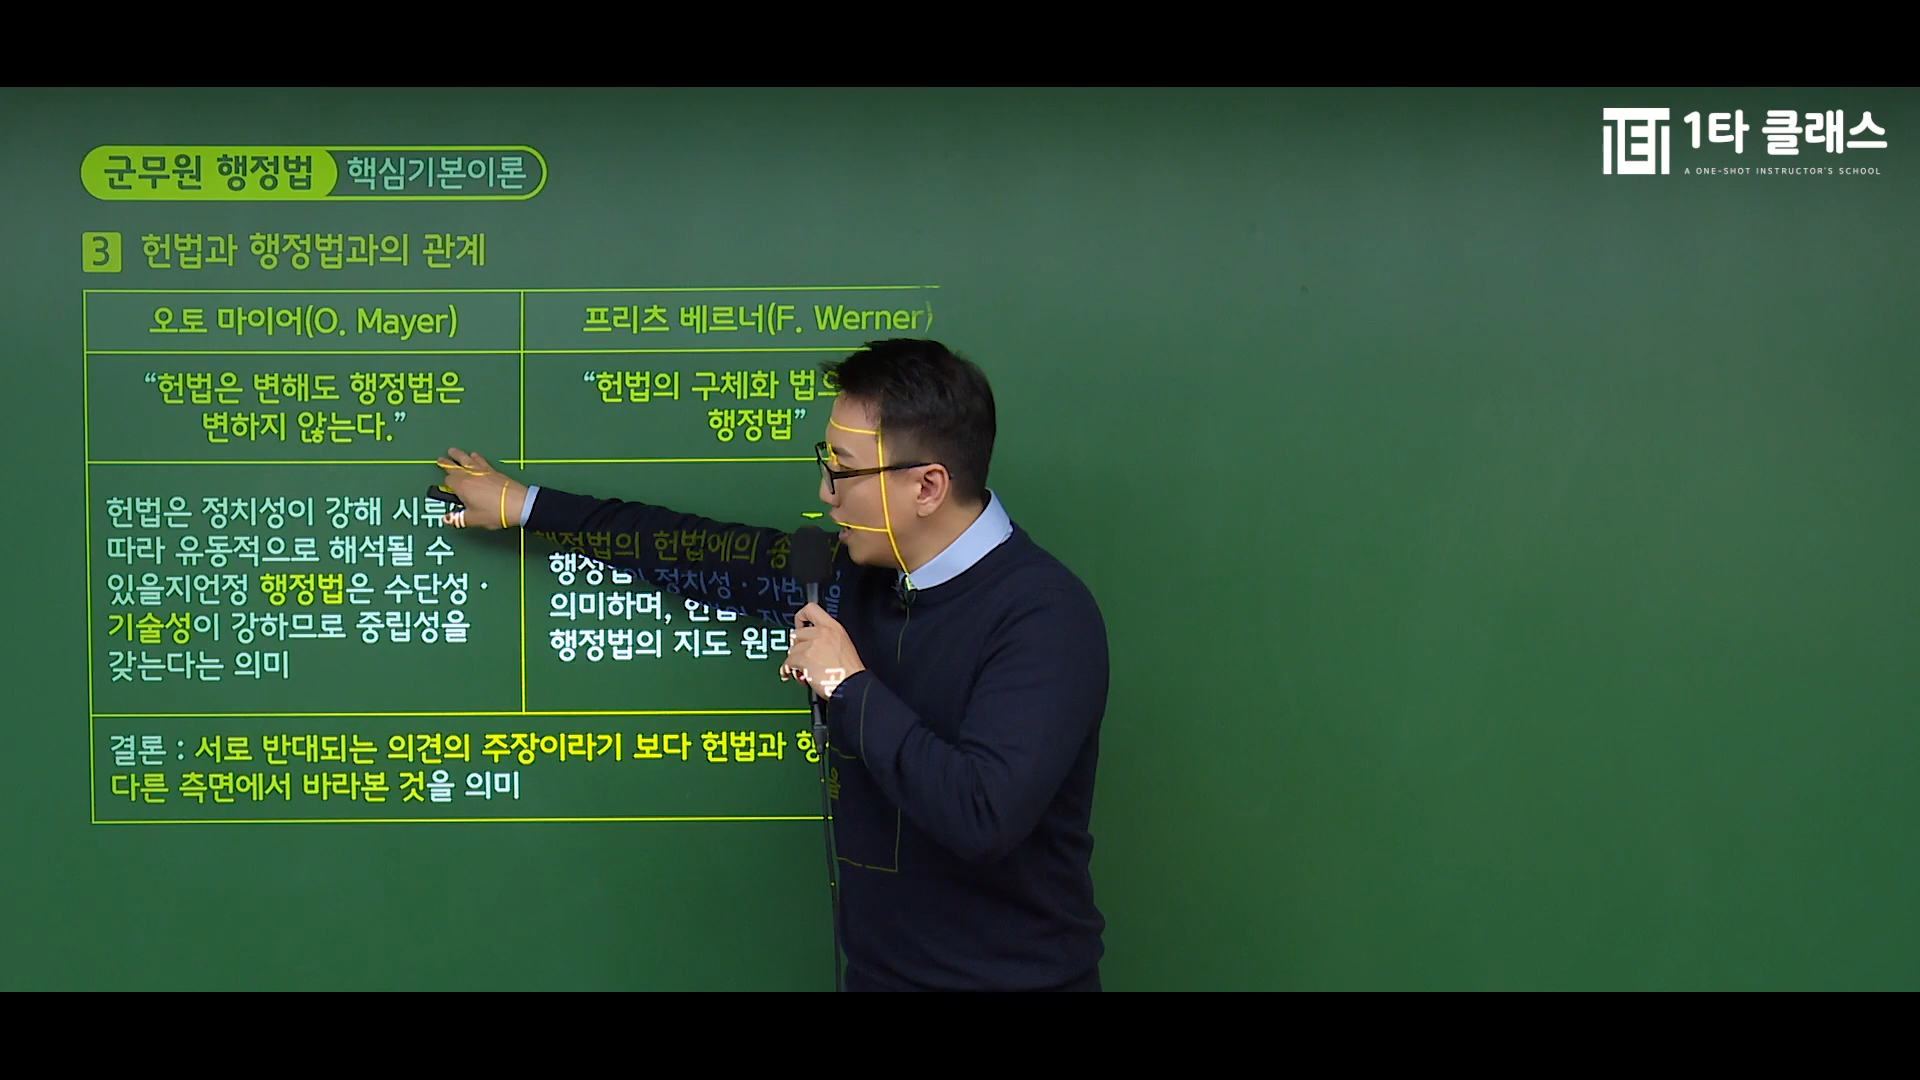 1타 클래스
A ONE-SHOT INSTRUCTOR'S SCHOOL
군무원 행정법 핵심기본이론
3 헌법과 행정법과의 관계
오토 마이어(O. Mayer)
프리츠 베르너(F. Werner)
“헌법은 변해도 행정법은
변하지 않는다.”
“헌법의 구체화 법으
행정법”
헌법은 정치성이 강해 시류
따라 유동적으로 해석될 수
있을지언정 행정법은 수단성 ·
기술성이 강하므로 중립성을
갖는다는 의미
행정법의 헌법에의
정치성 ·
의미하며,
행정법의 지도 원리
결론 : 서로 반대되는 의견의 주장이라기 보다 헌법과
다른 측면에서 바라본 것을 의미